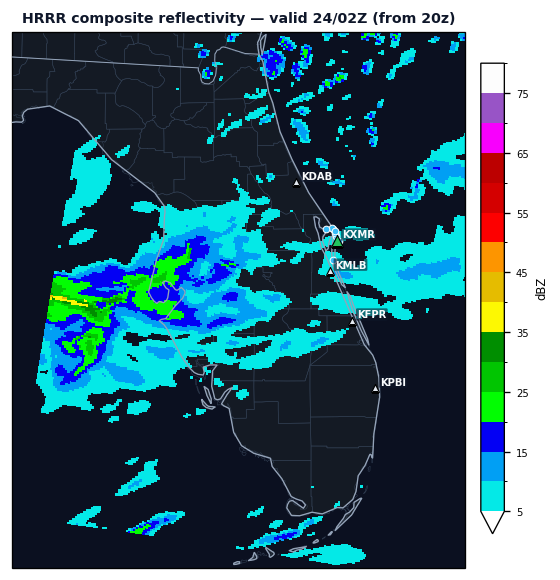 HRRR composite reflectivity — valid 24/02Z (from 20z)
KDAB
KXMR
KMLB
KFPR
KPBI
75
65
55
45
35
25
15
5
dBZ